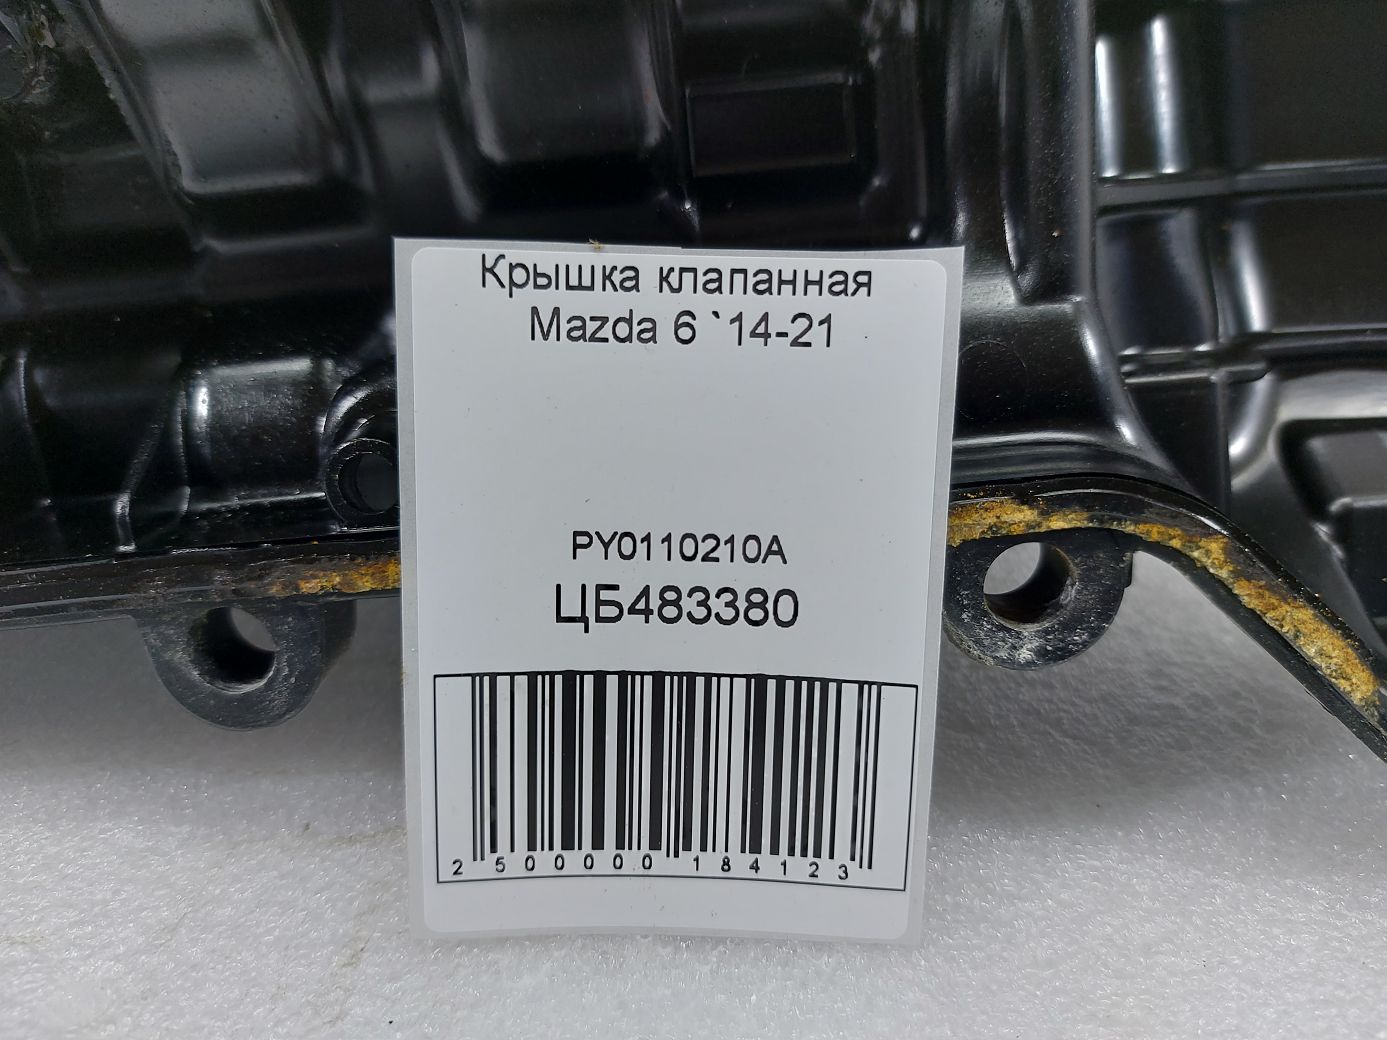 Крышка клапанная
Mazda 6 `14-21
PY0110210A
ЦБ483380
2 500000 184123